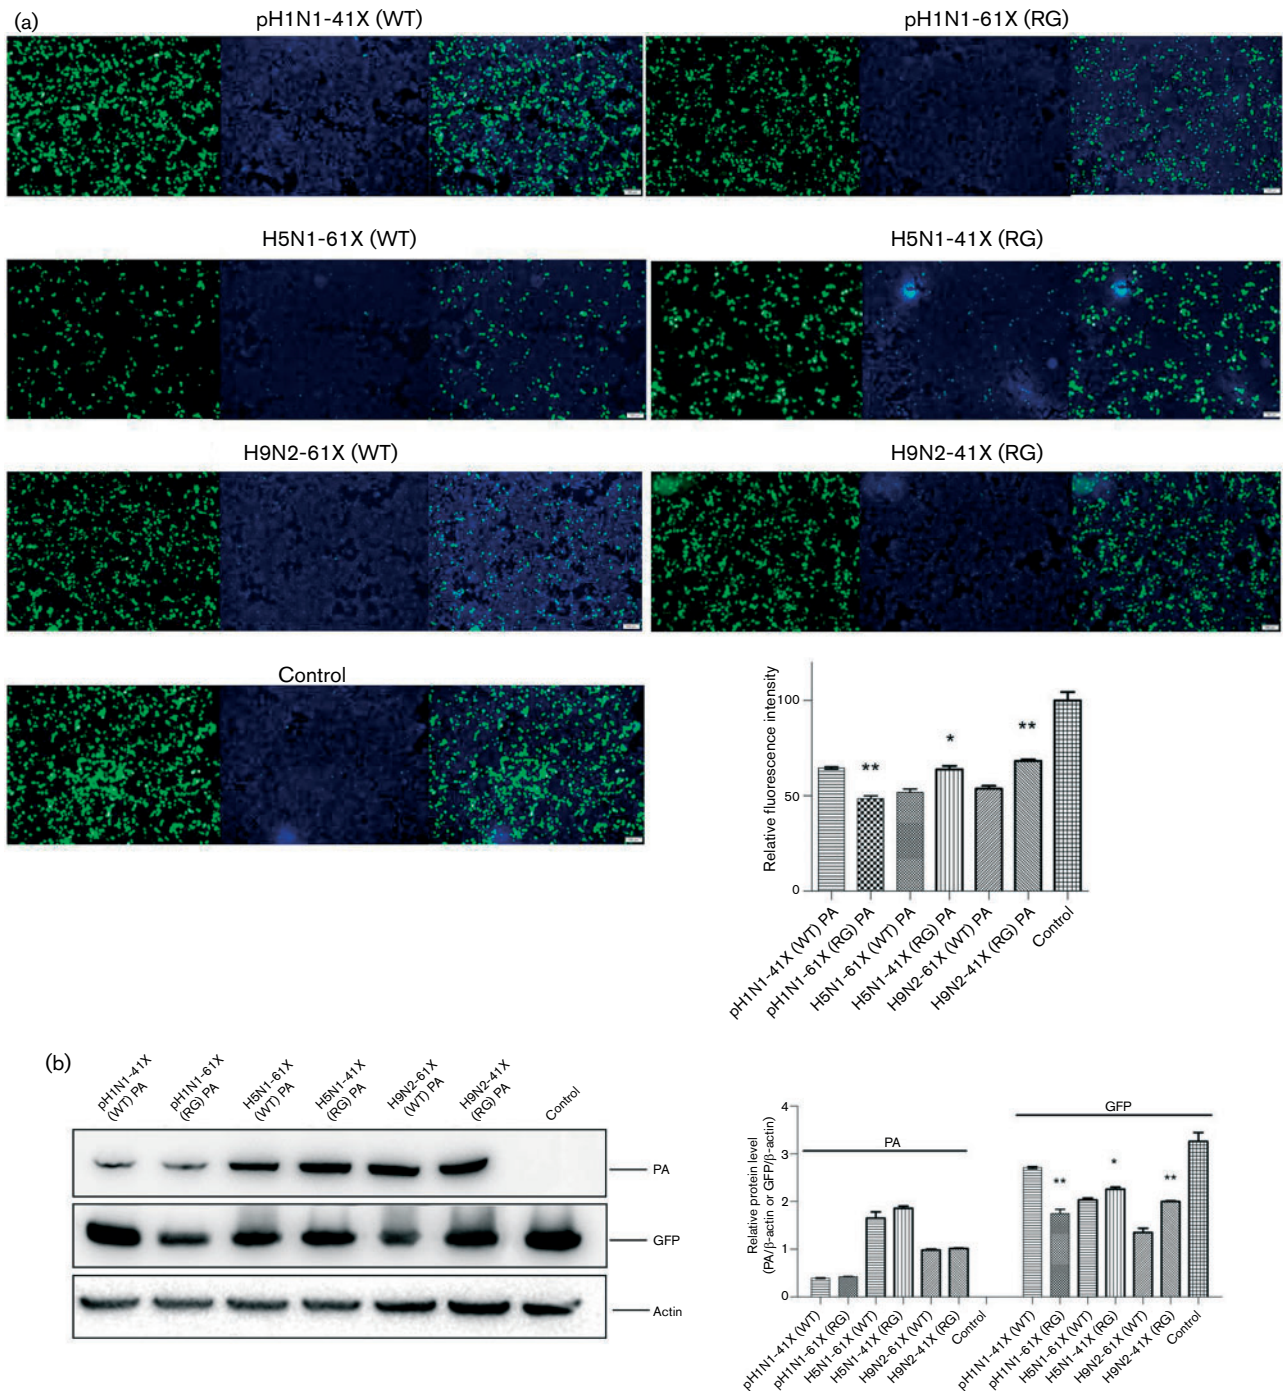 (a)
pH1N1-41X (WT)
pH1N1-61X (RG)
H5N1-61X (WT)
H5N1-41X (RG)
H9N2-61X (WT)
H9N2-41X (RG)
Control
Relative fluorescence intensity
100
50
0
**
*
**
pH1N1-41X (WT) PA
pH1N1-61X (RG) PA
H5N1-61X (WT) PA
H5N1-41X (RG) PA
H9N2-61X (WT) PA
H9N2-41X (RG) PA
Control
(b)
pH1N1-41X
(WT) PA
pH1N1-61X
(RG) PA
H5N1-61X
(WT) PA
H5N1-41X
(RG) PA
H9N2-61X
(WT) PA
H9N2-41X
(RG) PA
Control
PA
GFP
Actin
Relative protein level
(PA/β-actin or GFP/β-actin)
4
3
2
1
0
PA
GFP
**
*
**
pH1N1-41X (WT)
pH1N1-61X (RG)
H5N1-61X (WT)
H5N1-41X (RG)
H9N2-61X (WT)
H9N2-41X (RG)
Control
pH1N1-41X (WT)
pH1N1-61X (RG)
H5N1-61X (WT)
H5N1-41X (RG)
H9N2-61X (WT)
H9N2-41X (RG)
Control